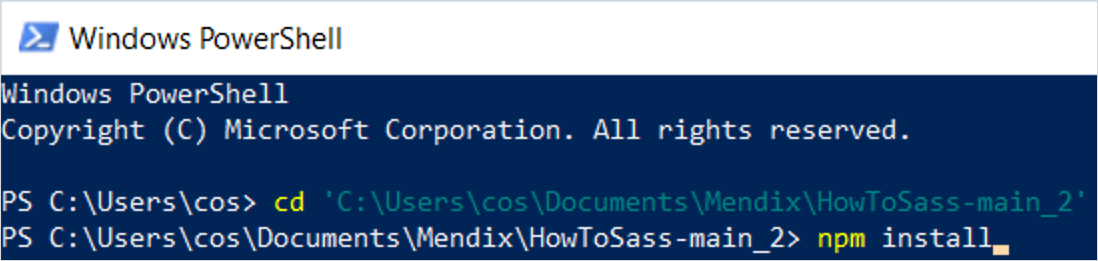 Windows PowerShell
Windows PowerShell
Copyright (C) Microsoft Corporation. All rights reserved.
PS C:\Users\cos> cd 'C:\Users\cos\Documents\Mendix\HowToSass-main_2'
PS C:\Users\cos\Documents\Mendix\HowToSass-main_2> npm install